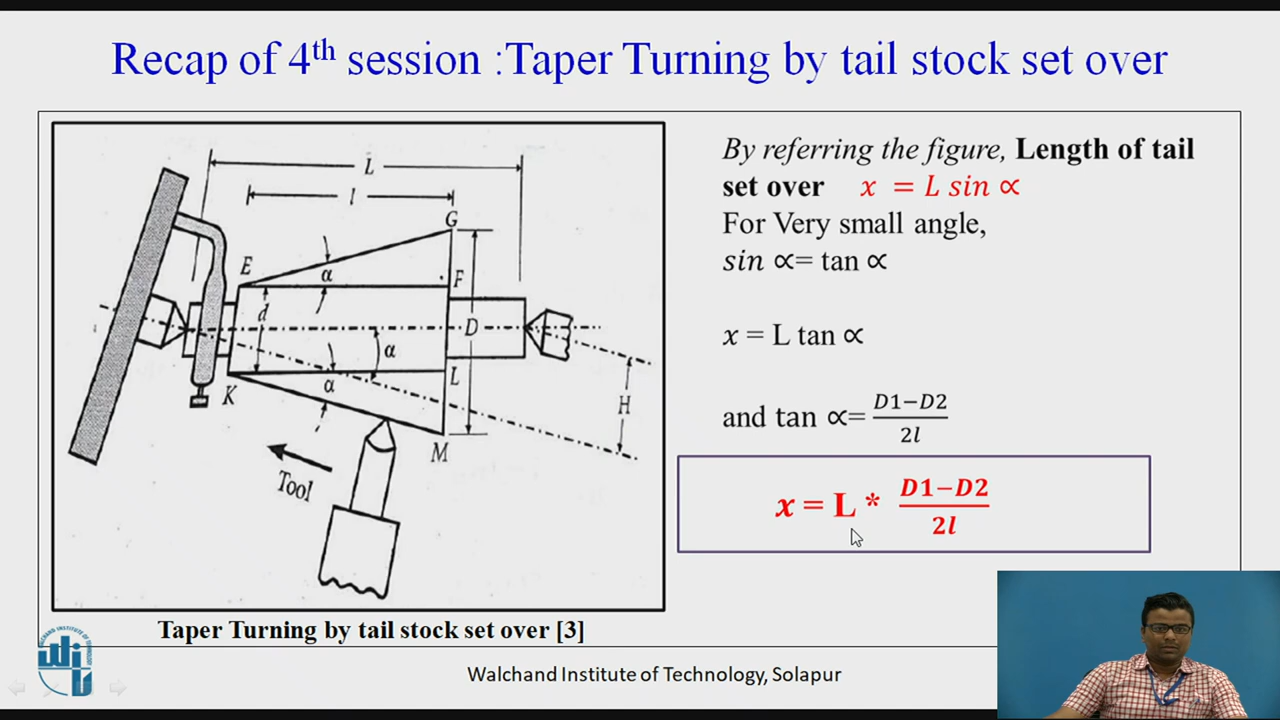 Recap of 4th session :Taper Turning by tail stock set over
L
l
G
E
α
F
d
D
α
α
L
K
H
M
Tool
Taper Turning by tail stock set over [3]
By referring the figure, Length of tail
set over x = L sin ∝
For Very small angle,
sin ∝= tan ∝
x = L tan ∝
and tan ∝= D1−D2
2l
x = L * D1−D2
2l
Walchand Institute of Technology, Solapur